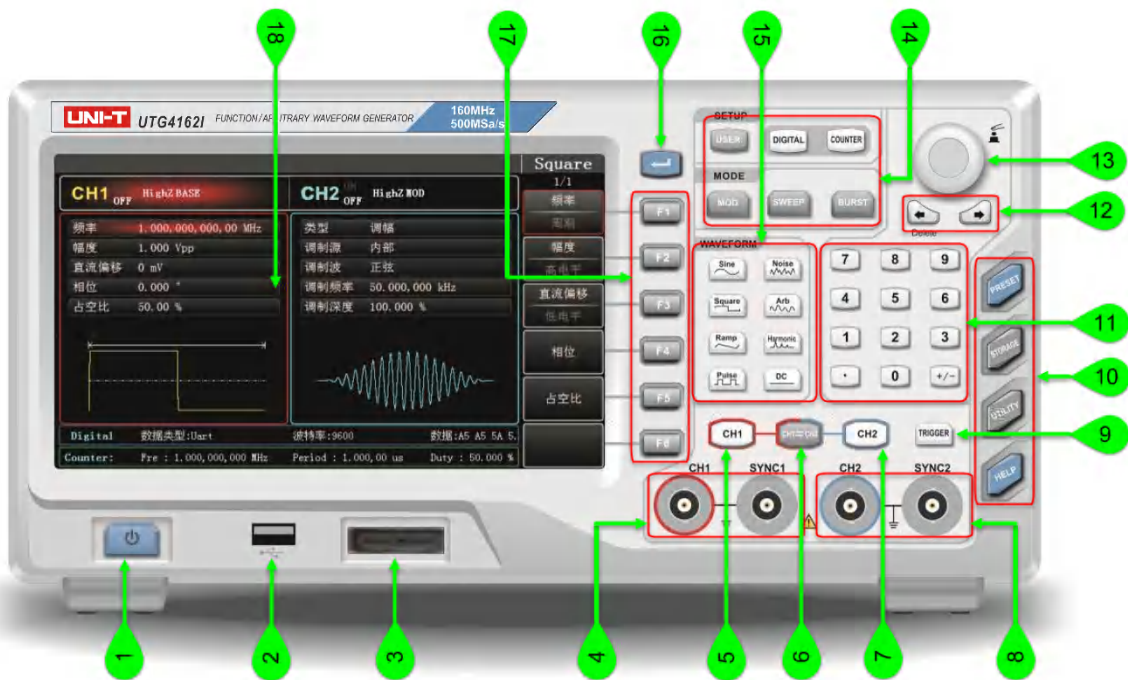 18
17
16
15
14
UNI-T UTG4162I FUNCTION/ARBITRARY WAVEFORM GENERATOR 160MHz
500MSa/s
SETUP
USER DIGITAL COUNTER
MODE
MOD SWEEP BURST
13
12
Delete
CH1 OFF HighZ BASE
CH2 ON OFF HighZ MOD
Square
1/1
频率
周期
幅度
高电平
直流偏移
低电平
相位
占空比
频率 1.000,000,000,00 MHz
幅度 1.000 Vpp
直流偏移 0 mV
相位 0.000 °
占空比 50.00 %
类型 调幅
调制源 内部
调制波 正弦
调制频率 50.000,000 kHz
调制深度 100.000 %
Digital 数据类型:Uart 波特率:9600 数据:A5 A5 5A 5.
Counter: Fre : 1.000,000,000 MHz Period : 1.000,00 us Duty : 50.000 %
F1
F2
F3
F4
F5
F6
WAVEFORM
Sine Noise
Square Arb
Ramp Harmonic
Pulse DC
7 8 9
4 5 6
1 2 3
. 0 +/-
PRESET
STORAGE
UTILITY
HELP
11
10
9
CH1 CH1⇌CH2 CH2 TRIGGER
CH1 SYNC1 CH2 SYNC2
1
2
3
4
5
6
7
8